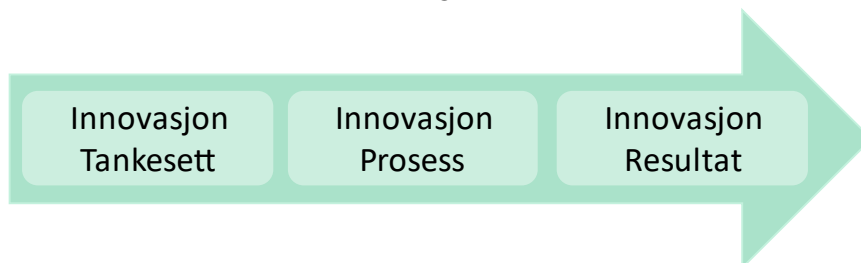 Innovasjon
Tankesett
Innovasjon
Prosess
Innovasjon
Resultat